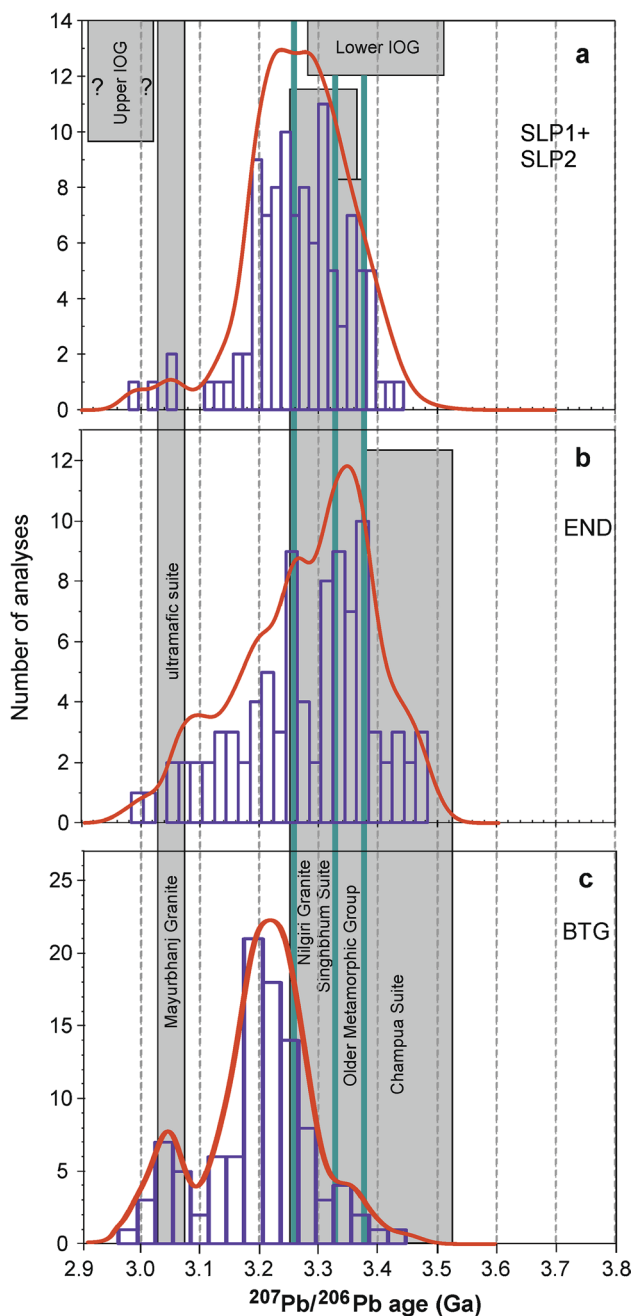 a
Lower IOG
Upper IOG
? ?
SLP1+
SLP2
14
12
10
8
6
4
2
0
b
END
12
10
8
6
4
2
0
Number of analyses
ultramafic suite
c
BTG
25
20
15
10
5
0
Mayurbhanj Granite
Nilgiri Granite
Singhbhum Suite
Older Metamorphic Group
Champua Suite
2.9 3.0 3.1 3.2 3.3 3.4 3.5 3.6 3.7 3.8
²⁰⁷Pb/²⁰⁶Pb age (Ga)